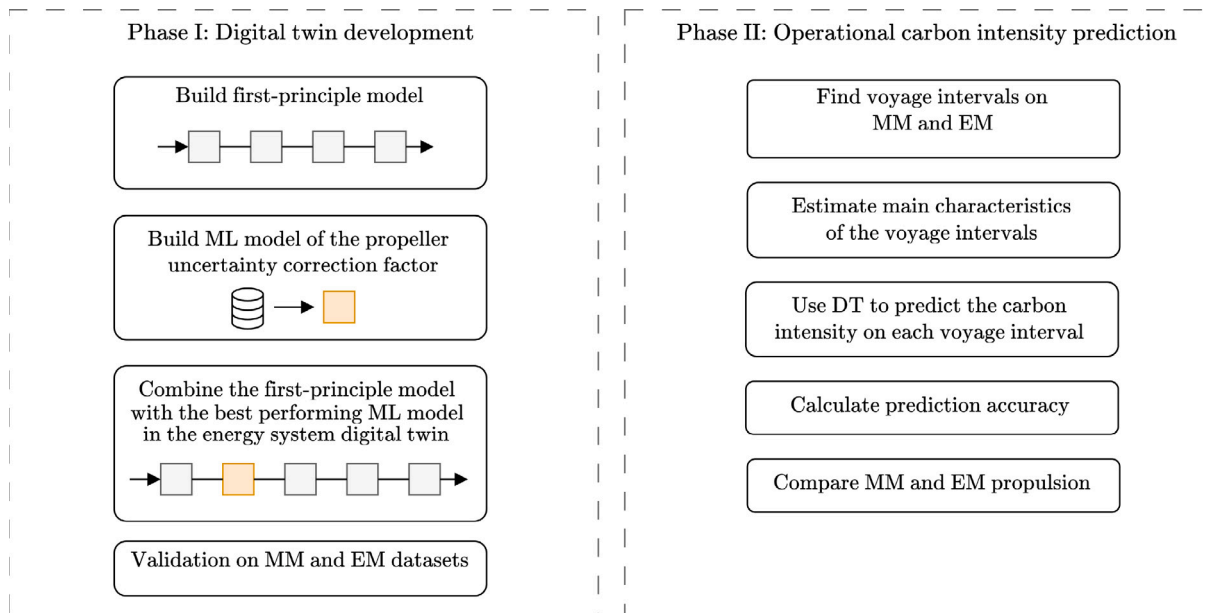 Phase I: Digital twin development
Build first-principle model
Build ML model of the propeller
uncertainty correction factor
Combine the first-principle model
with the best performing ML model
in the energy system digital twin
Validation on MM and EM datasets
Phase II: Operational carbon intensity prediction
Find voyage intervals on
MM and EM
Estimate main characteristics
of the voyage intervals
Use DT to predict the carbon
intensity on each voyage interval
Calculate prediction accuracy
Compare MM and EM propulsion